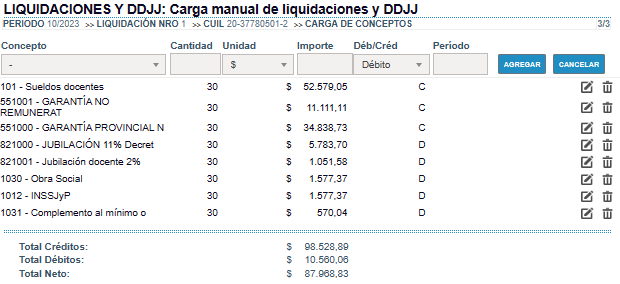 LIQUIDACIONES Y DDJJ: Carga manual de liquidaciones y DDJJ
PERIODO 10/2023 >> LIQUIDACIÓN NRO 1 >> CUIL 20-37780501-2 >> CARGA DE CONCEPTOS 3/3
Concepto Cantidad Unidad Importe Déb/Créd Período
- $ Débito AGREGAR CANCELAR
101 - Sueldos docentes 30 $ 52.579,05 C
551001 - GARANTÍA NO
REMUNERAT 30 $ 11.111,11 C
551000 - GARANTÍA PROVINCIAL N 30 $ 34.838,73 C
821000 - JUBILACIÓN 11% Decret 30 $ 5.783,70 D
821001 - Jubilación docente 2% 30 $ 1.051,58 D
1030 - Obra Social 30 $ 1.577,37 D
1012 - INSSJyP 30 $ 1.577,37 D
1031 - Complemento al mínimo o 30 $ 570,04 D
Total Créditos: $ 98.528,89
Total Débitos: $ 10.560,06
Total Neto: $ 87.968,83